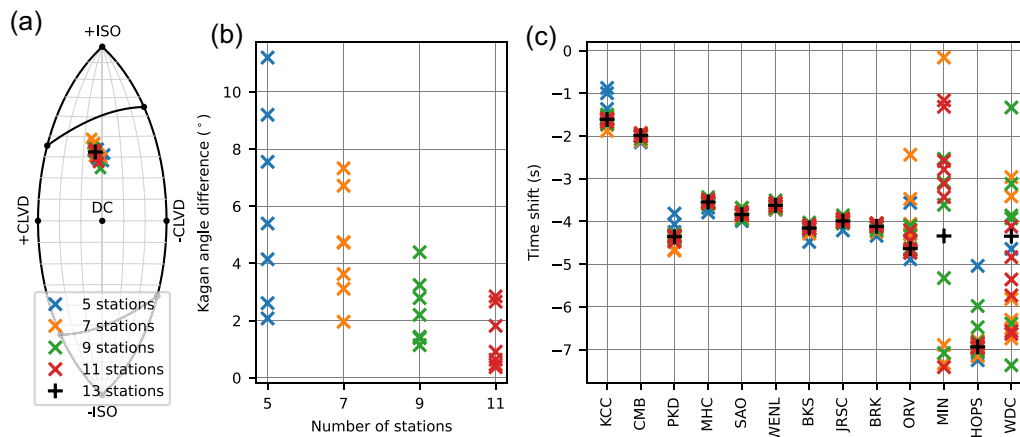 (a)
+ISO
+CLVD
DC
-CLVD
5 stations
7 stations
9 stations
11 stations
13 stations
-ISO
(b)
Kagan angle difference (°)
10
8
6
4
2
0
5
7
9
11
Number of stations
(c)
Time shift (s)
0
−1
−2
−3
−4
−5
−6
−7
KCC
CMB
PKD
MHC
SAO
WENL
BKS
JRSC
BRK
ORV
MIN
HOPS
WDC